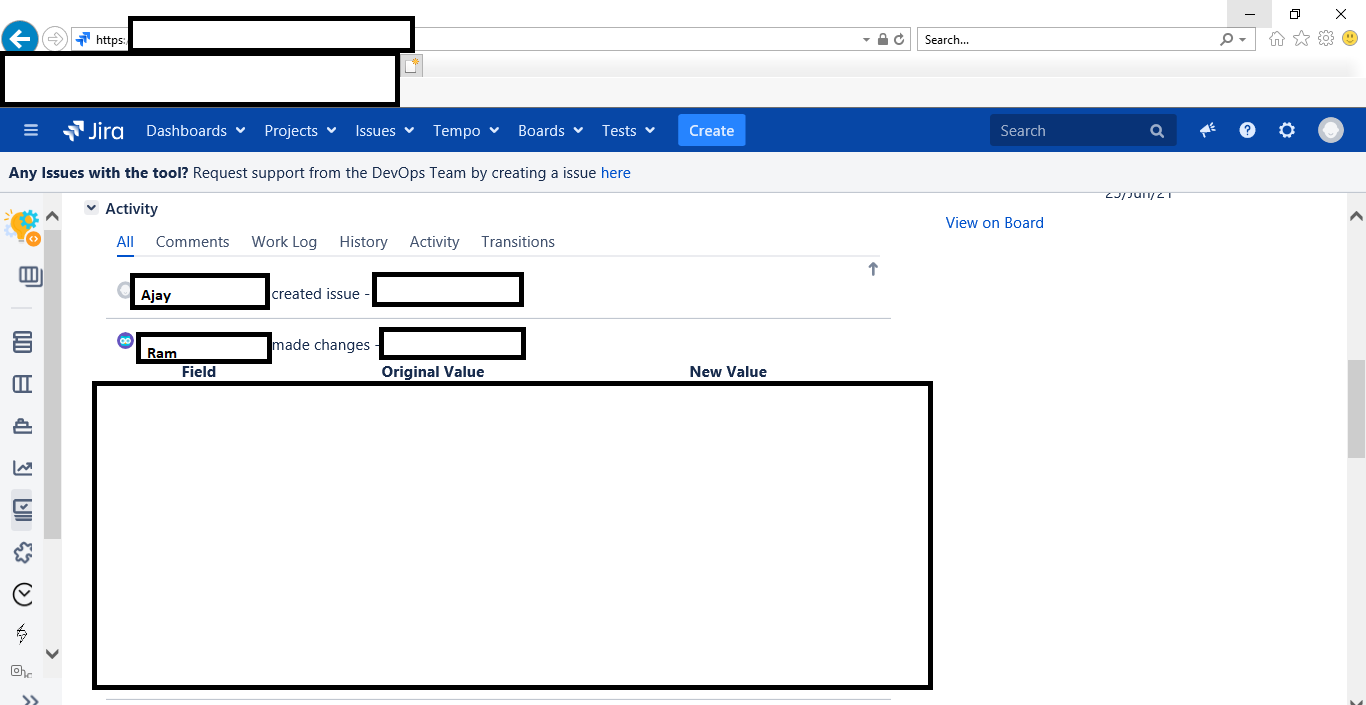 https:
Search...
Jira Dashboards Projects Issues Tempo Boards Tests Create Search
Any Issues with the tool? Request support from the DevOps Team by creating a issue here
Activity
View on Board
All Comments Work Log History Activity Transitions
Ajay created issue -
Ram made changes -
Field Original Value New Value